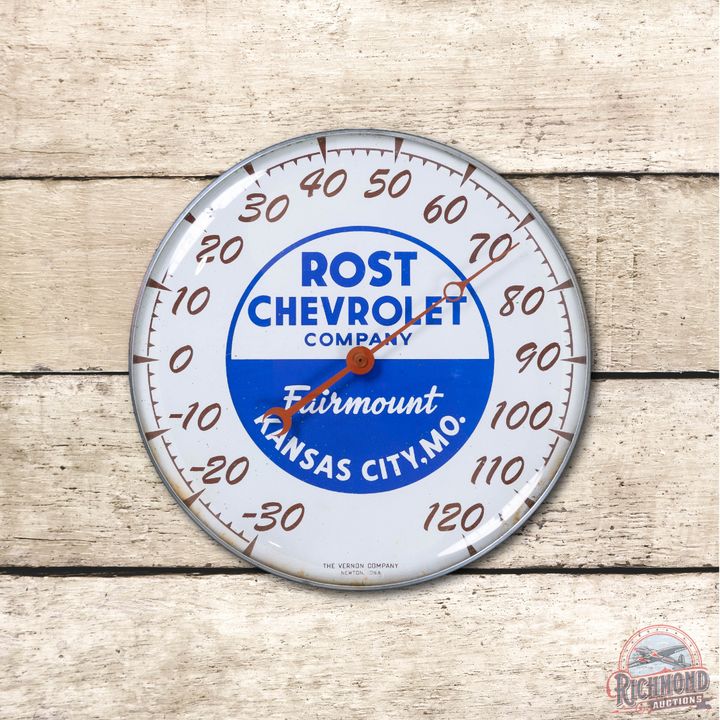 -30
-20
-10
0
10
20
30
40
50
60
70
80
90
100
110
120
ROST
CHEVROLET
COMPANY
Fairmount
KANSAS CITY, MO.
THE VERNON COMPANY
NEWTON, IOWA
RICHMOND
AUCTIONS